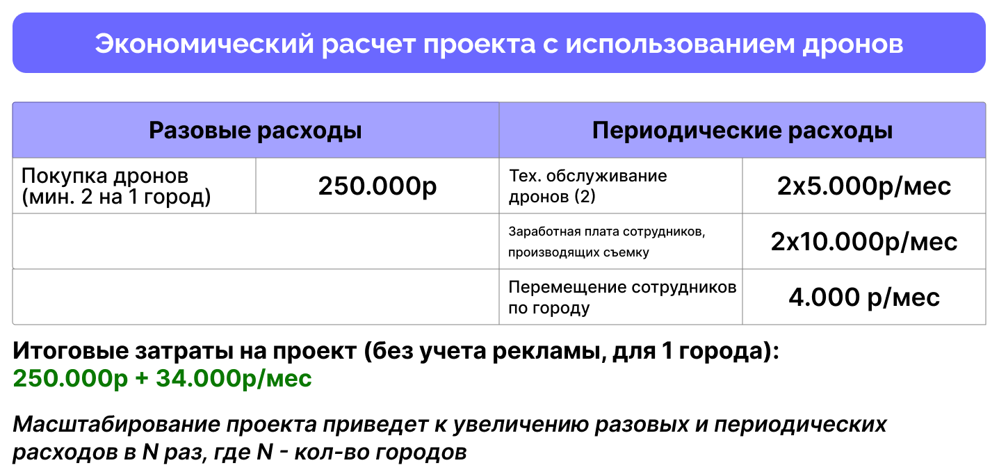 Экономический расчет проекта с использованием дронов
Разовые расходы
Периодические расходы
Покупка дронов
(мин. 2 на 1 город)
250.000р
Тех. обслуживание
дронов (2)
2х5.000р/мес
Заработная плата сотрудников,
производящих съемку
2х10.000р/мес
Перемещение сотрудников
по городу
4.000 р/мес
Итоговые затраты на проект (без учета рекламы, для 1 города):
250.000р + 34.000р/мес
Масштабирование проекта приведет к увеличению разовых и периодических
расходов в N раз, где N - кол-во городов